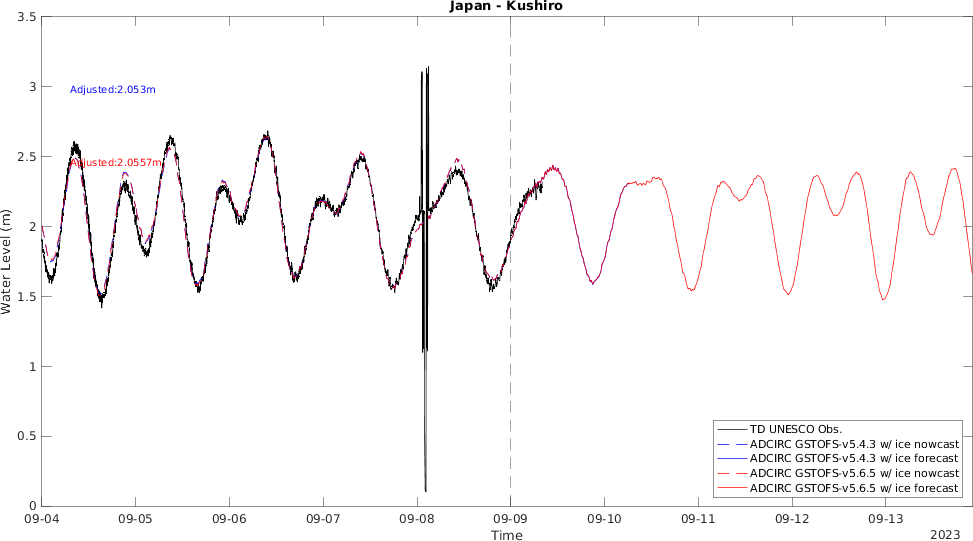 Japan - Kushiro
3.5
3
2.5
2
1.5
1
0.5
0
Water Level (m)
Adjusted:2.053m
Adjusted:2.0557m
TD UNESCO Obs.
ADCIRC GSTOFS-v5.4.3 w/ ice nowcast
ADCIRC GSTOFS-v5.4.3 w/ ice forecast
ADCIRC GSTOFS-v5.6.5 w/ ice nowcast
ADCIRC GSTOFS-v5.6.5 w/ ice forecast
09-04 09-05 09-06 09-07 09-08 09-09 09-10 09-11 09-12 09-13
Time
2023